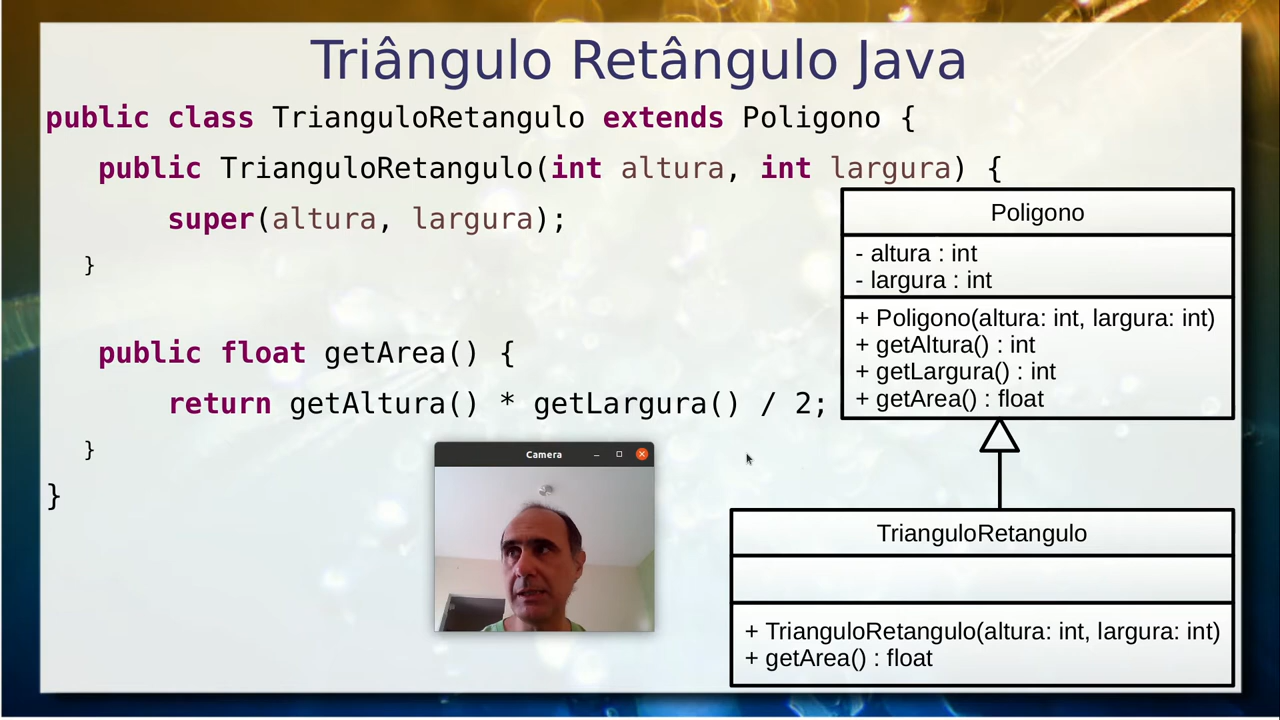 Triângulo Retângulo Java
public class TrianguloRetangulo extends Poligono {
public TrianguloRetangulo(int altura, int largura) {
super(altura, largura);
}
public float getArea() {
return getAltura() * getLargura() / 2;
}
}
Poligono
- altura : int
- largura : int
+ Poligono(altura: int, largura: int)
+ getAltura() : int
+ getLargura() : int
+ getArea() : float
Camera
TrianguloRetangulo
+ TrianguloRetangulo(altura: int, largura: int)
+ getArea() : float